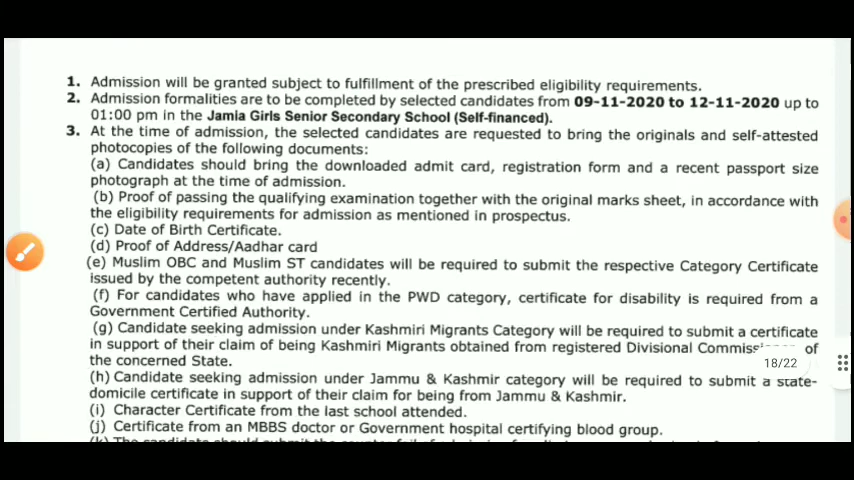 1. Admission will be granted subject to fulfillment of the prescribed eligibility requirements.
2. Admission formalities are to be completed by selected candidates from 09-11-2020 to 12-11-2020 up to
01:00 pm in the Jamia Girls Senior Secondary School (Self-financed).
3. At the time of admission, the selected candidates are requested to bring the originals and self-attested
photocopies of the following documents:
(a) Candidates should bring the downloaded admit card, registration form and a recent passport size
photograph at the time of admission.
(b) Proof of passing the qualifying examination together with the original marks sheet, in accordance with
the eligibility requirements for admission as mentioned in prospectus.
(c) Date of Birth Certificate.
(d) Proof of Address/Aadhar card
(e) Muslim OBC and Muslim ST candidates will be required to submit the respective Category Certificate
issued by the competent authority recently.
(f) For candidates who have applied in the PWD category, certificate for disability is required from a
Government Certified Authority.
(g) Candidate seeking admission under Kashmiri Migrants Category will be required to submit a certificate
in support of their claim of being Kashmiri Migrants obtained from registered Divisional of
the concerned State.
18/22
(h) Candidate seeking admission under Jammu & Kashmir category will be required to submit a state-
domicile certificate in support of their claim for being from Jammu & Kashmir.
(i) Character Certificate from the last school attended.
(j) Certificate from an MBBS doctor or Government hospital certifying blood group.
(k) The candidate should submit the